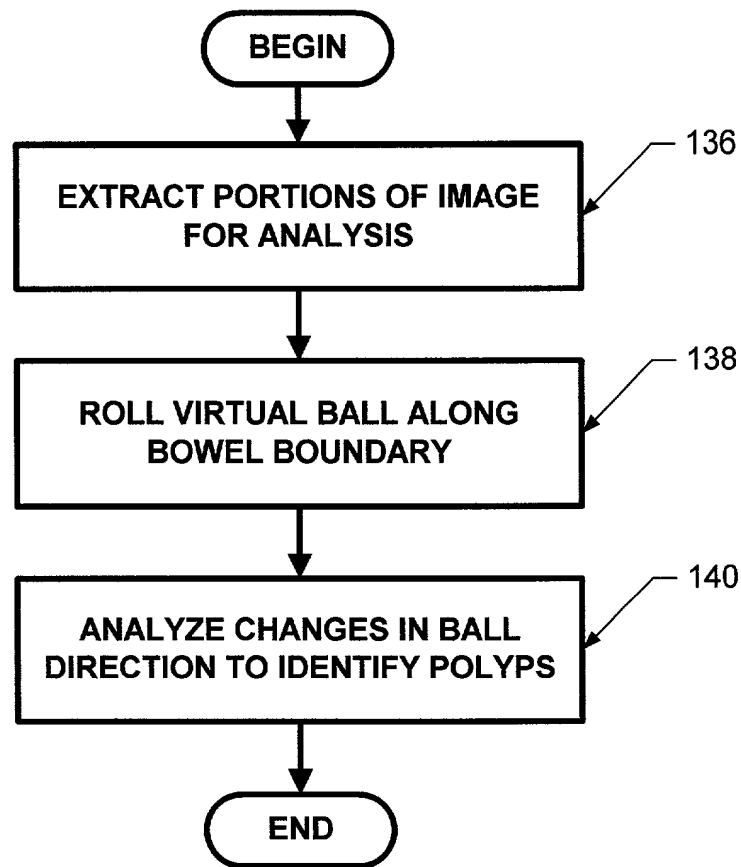 BEGIN
136
EXTRACT PORTIONS OF IMAGE
FOR ANALYSIS
138
ROLL VIRTUAL BALL ALONG
BOWEL BOUNDARY
140
ANALYZE CHANGES IN BALL
DIRECTION TO IDENTIFY POLYPS
END